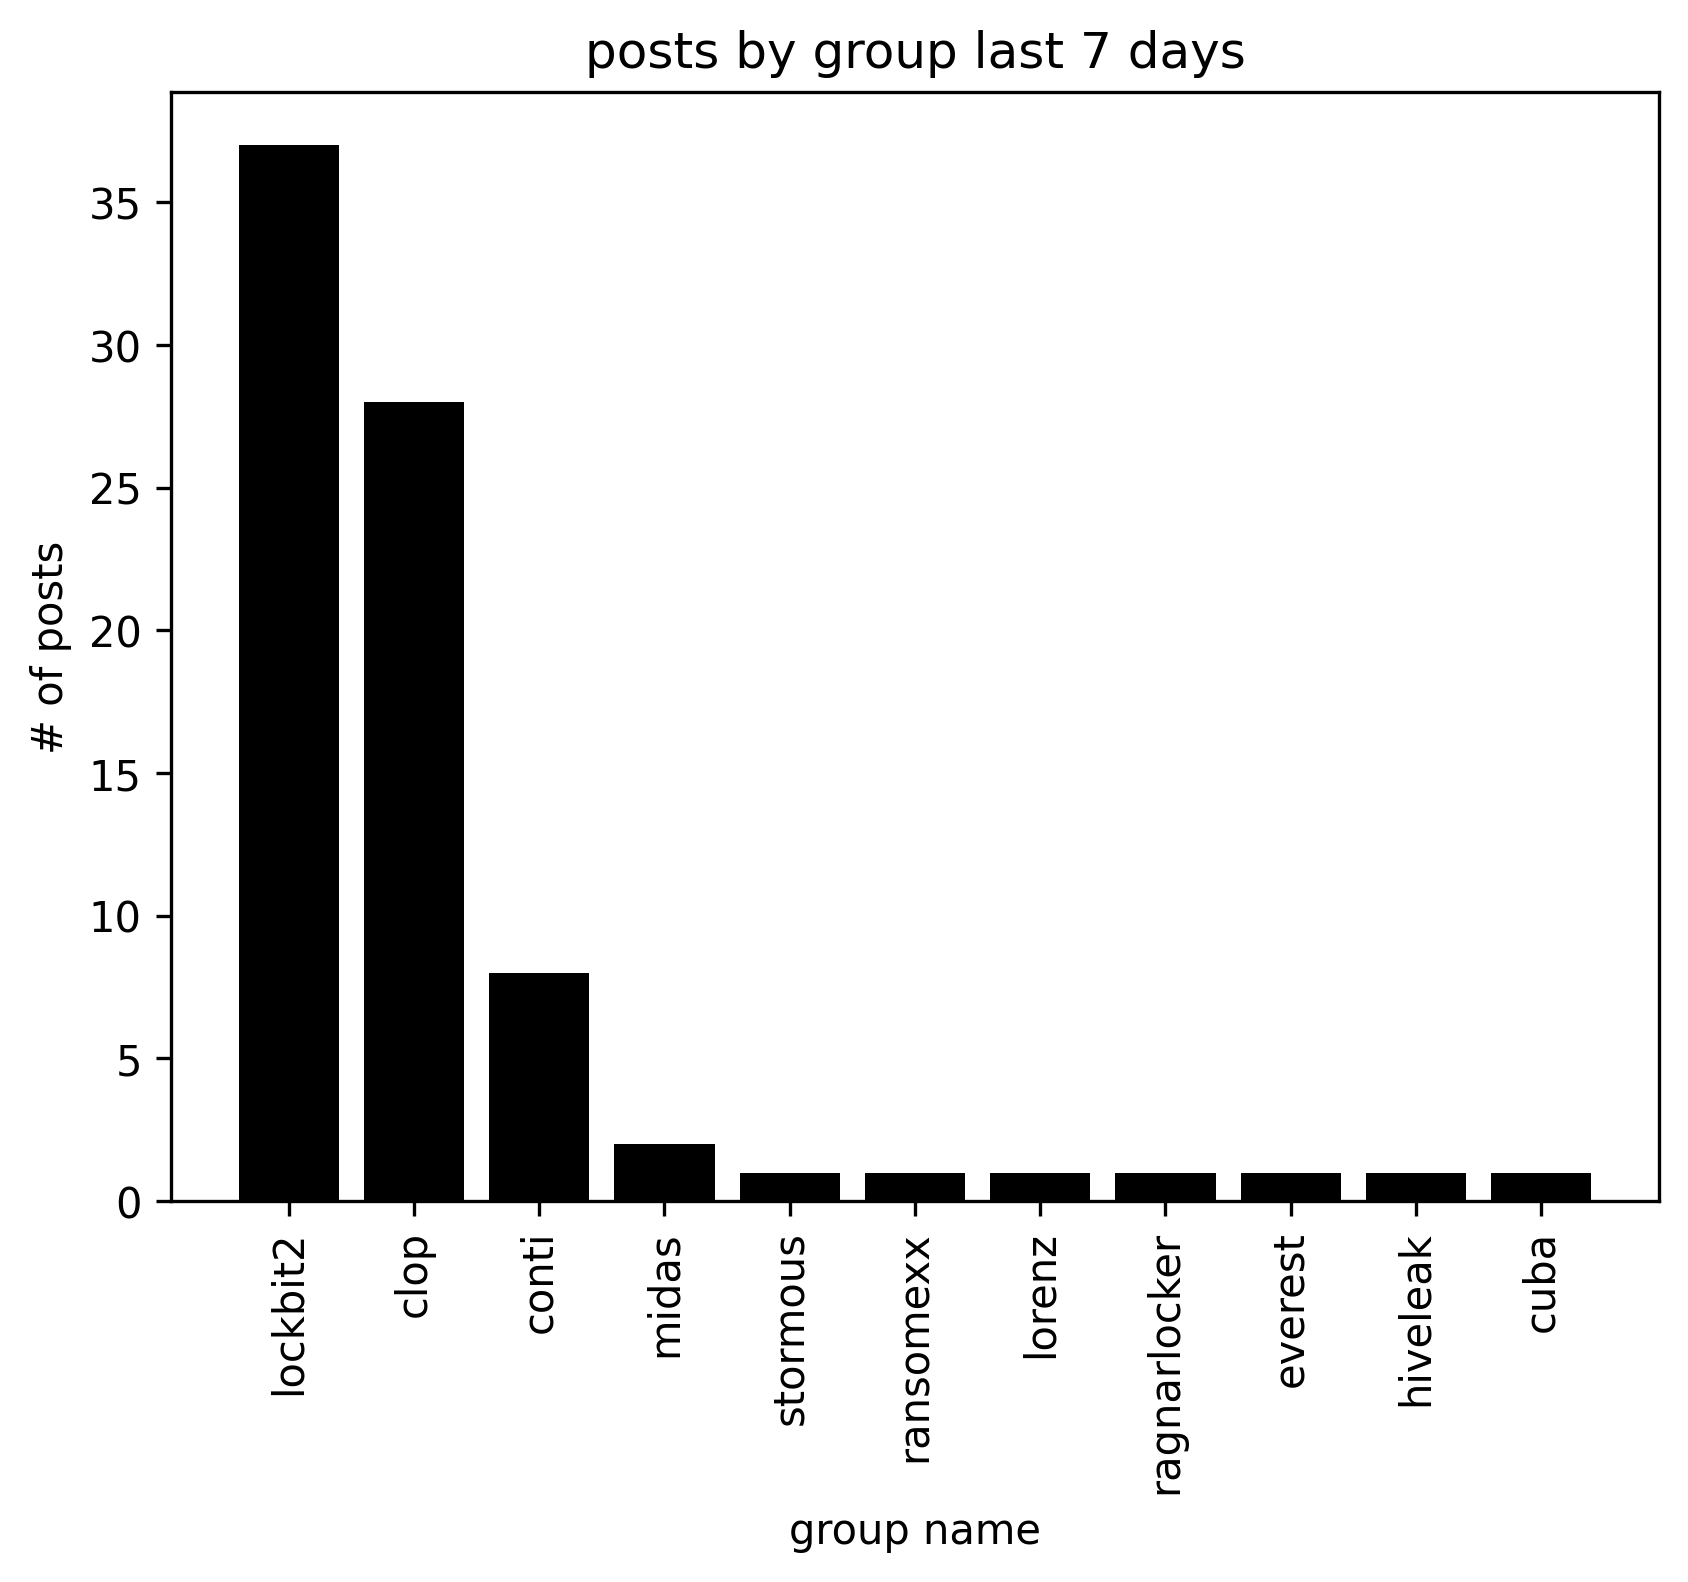 posts by group last 7 days
# of posts
35
30
25
20
15
10
5
0
lockbit2
clop
conti
midas
stormous
ransomexx
lorenz
ragnarlocker
everest
hiveleak
cuba
group name